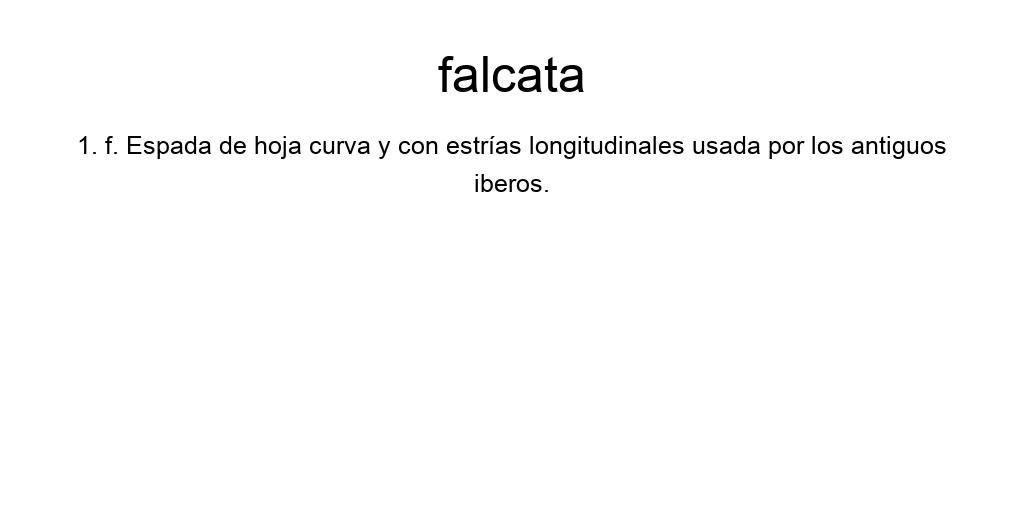 falcata
1. f. Espada de hoja curva y con estrías longitudinales usada por los antiguos
iberos.